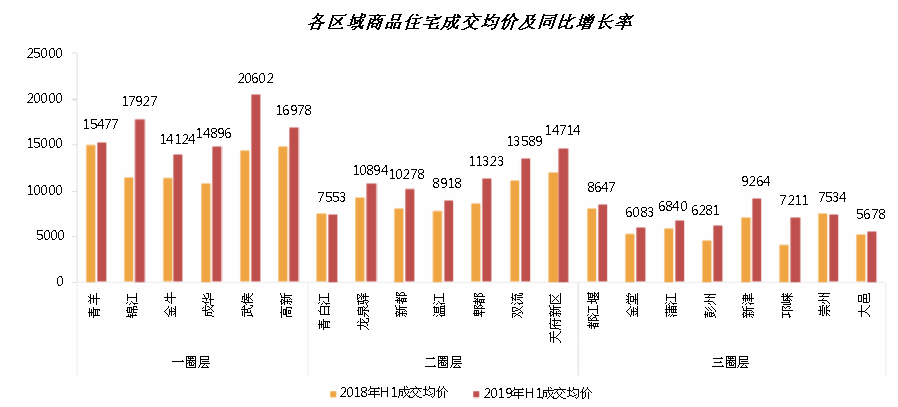 各区域商品住宅成交均价及同比增长率
25000
20000
15000
10000
5000
0
15477
17927
14124
14896
20602
16978
7553
10894
10278
8918
11323
13589
14714
8647
6083
6840
6281
9264
7211
7534
5678
青羊
锦江
金牛
成华
武侯
高新
青白江
龙泉驿
新都
温江
郫都
双流
天府新区
都江堰
金堂
蒲江
彭州
新津
邛崃
崇州
大邑
一圈层
二圈层
三圈层
2018年H1成交均价
2019年H1成交均价